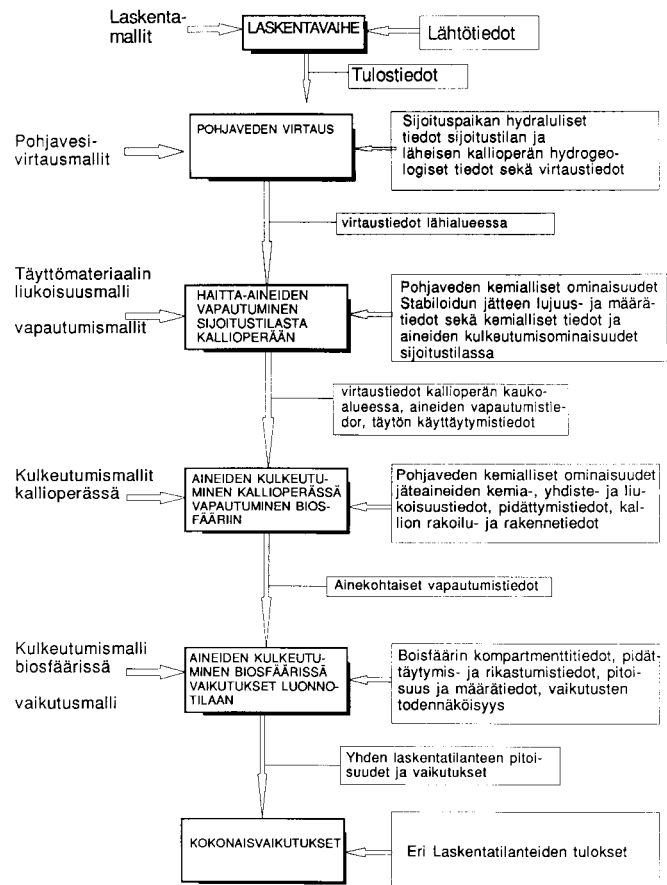 Laskenta-
mallit
LASKENTAVAIHE
Lähtötiedot
Tulostiedot
Pohjavesi-
virtausmallit
POHJAVEDEN VIRTAUS
Sijoituspaikan hydraluliset
tiedot sijoitustilan ja
läheisen kallioperän hydrogeo-
logiset tiedot sekä virtaustiedot
virtaustiedot lähialueessa
Täyttömateriaalin
liukoisuusmalli
vapautumismallit
HAITTA-AINEIDEN
VAPAUTUMINEN
SIJOITUSTILASTA
KALLIOPERÄÄN
Pohjaveden kemialliset ominaisuudet
Stabiloidun jätteen lujuus- ja määrä-
tiedot sekä kemialliset tiedot ja
aineiden kulkeutumisominaisuudet
sijoitustilassa
virtaustiedot kallioperän kauko-
alueessa, aineiden vapautumistie-
dor, täytön käyttäytymistiedot
Kulkeutumismallit
kallioperässä
AINEIDEN KULKEUTU-
MINEN KALLIOPERÄSSÄ
VAPAUTUMINEN BIOS-
FÄÄRIIN
Pohjaveden kemialliset ominaisuudet
jäteaineiden kemia-, yhdiste- ja liu-
koisuustiedot, pidättymistiedot, kal-
lion rakoilu- ja rakennetiedot
Ainekohtaiset vapautumistiedot
Kulkeutumismalli
biosfäärissä
vaikutusmalli
AINEIDEN KULKEUTU-
MINEN BIOSFÄÄRISSÄ
VAIKUTUKSET LUONNO-
TILAAN
Boisfäärin kompartmenttitiedot, pidät-
täytymis- ja rikastumistiedot, pitoi-
suus ja määrätiedot, vaikutusten
todennäköisyys
Yhden laskentatilanteen pitoi-
suudet ja vaikutukset
KOKONAISVAIKUTUKSET
Eri Laskentatilanteiden tulokset